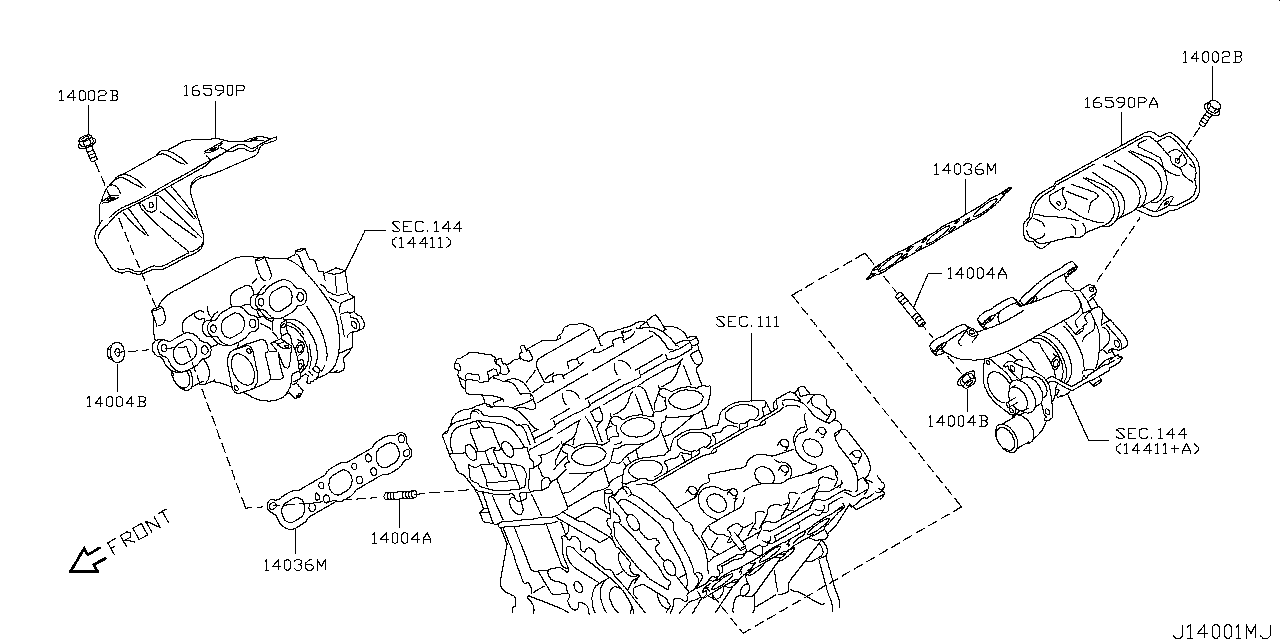 14002B
14002B
16590P
16590PA
14036M
SEC.144
(14411)
14004A
SEC.111
14004B
14004B
SEC.144
(14411+A)
FRONT
14004A
14036M
J14001MJ